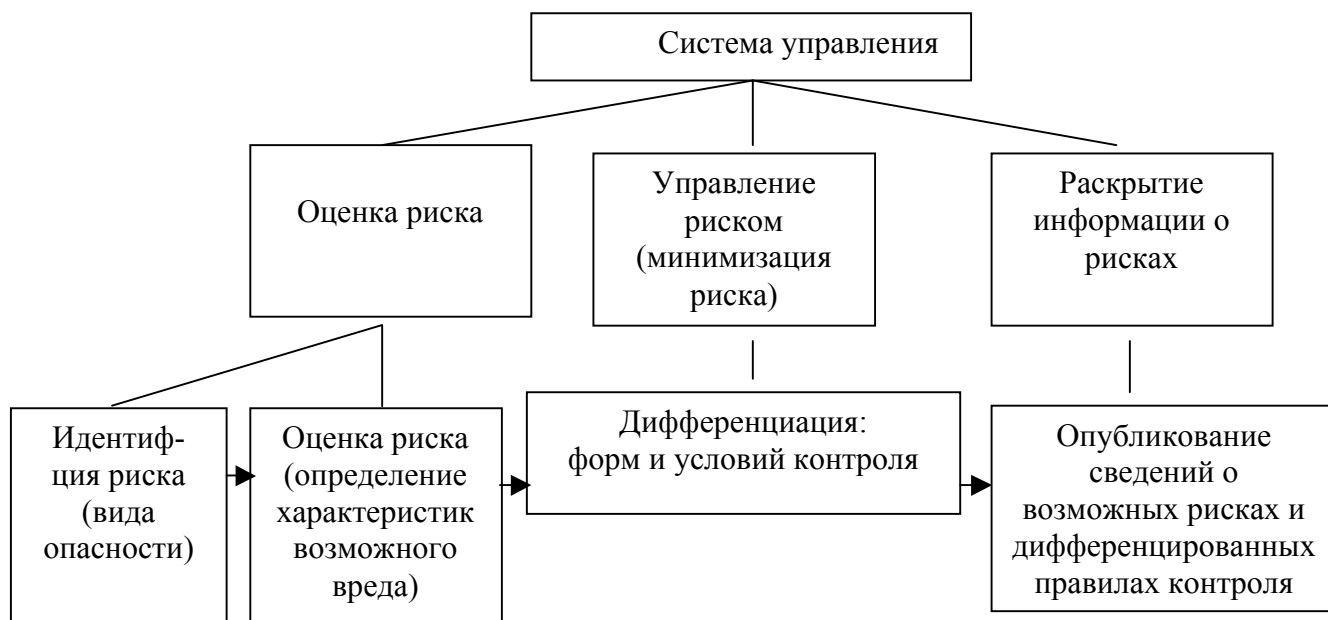 Система управления
Оценка риска
Управление
риском
(минимизация
риска)
Раскрытие
информации о
рисках
Идентиф-
ция риска
(вида
опасности)
Оценка риска
(определение
характеристик
возможного
вреда)
Дифференциация:
форм и условий контроля
Опубликование
сведений о
возможных рисках и
дифференцированных
правилах контроля